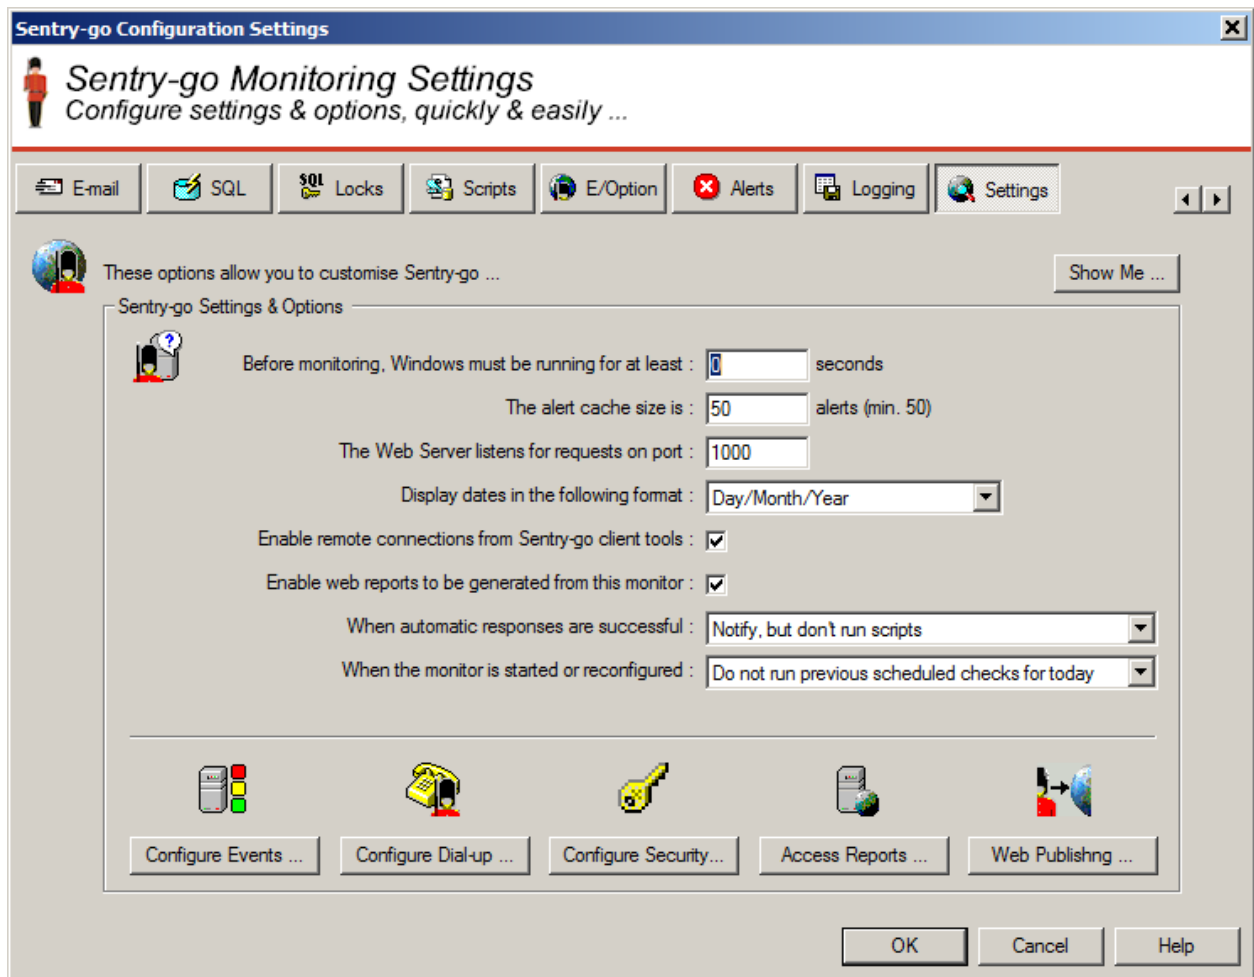 Sentry-go Configuration Settings
Sentry-go Monitoring Settings
Configure settings & options, quickly & easily ...
E-mail
SQL
SQL
Locks
Scripts
E/Option
Alerts
Logging
Settings
These options allow you to customise Sentry-go ...
Show Me ...
Sentry-go Settings & Options
?
Before monitoring, Windows must be running for at least : 0 seconds
The alert cache size is : 50 alerts (min. 50)
The Web Server listens for requests on port : 1000
Display dates in the following format : Day/Month/Year
Enable remote connections from Sentry-go client tools :
Enable web reports to be generated from this monitor :
When automatic responses are successful : Notify, but don't run scripts
When the monitor is started or reconfigured : Do not run previous scheduled checks for today
Configure Events ...
Configure Dial-up ...
Configure Security...
Access Reports ...
Web Publishng ...
OK
Cancel
Help